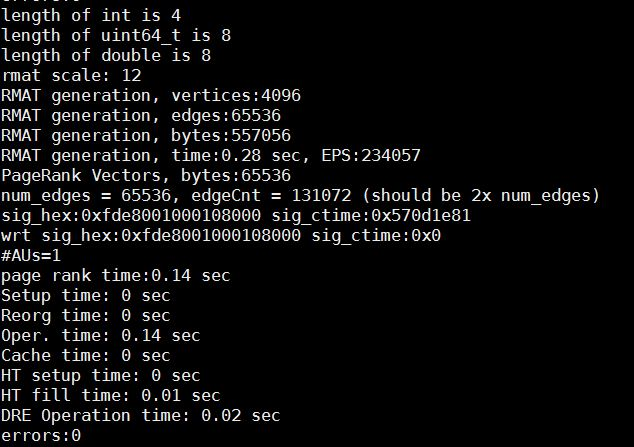 errors:0
length of int is 4
length of uint64_t is 8
length of double is 8
rmat scale: 12
RMAT generation, vertices:4096
RMAT generation, edges:65536
RMAT generation, bytes:557056
RMAT generation, time:0.28 sec, EPS:234057
PageRank Vectors, bytes:65536
num_edges = 65536, edgeCnt = 131072 (should be 2x num_edges)
sig_hex:0xfde8001000108000 sig_ctime:0x570d1e81
wrt sig_hex:0xfde8001000108000 sig_ctime:0x0
#AUs=1
page rank time:0.14 sec
Setup time: 0 sec
Reorg time: 0 sec
Oper. time: 0.14 sec
Cache time: 0 sec
HT setup time: 0 sec
HT fill time: 0.01 sec
DRE Operation time: 0.02 sec
errors:0